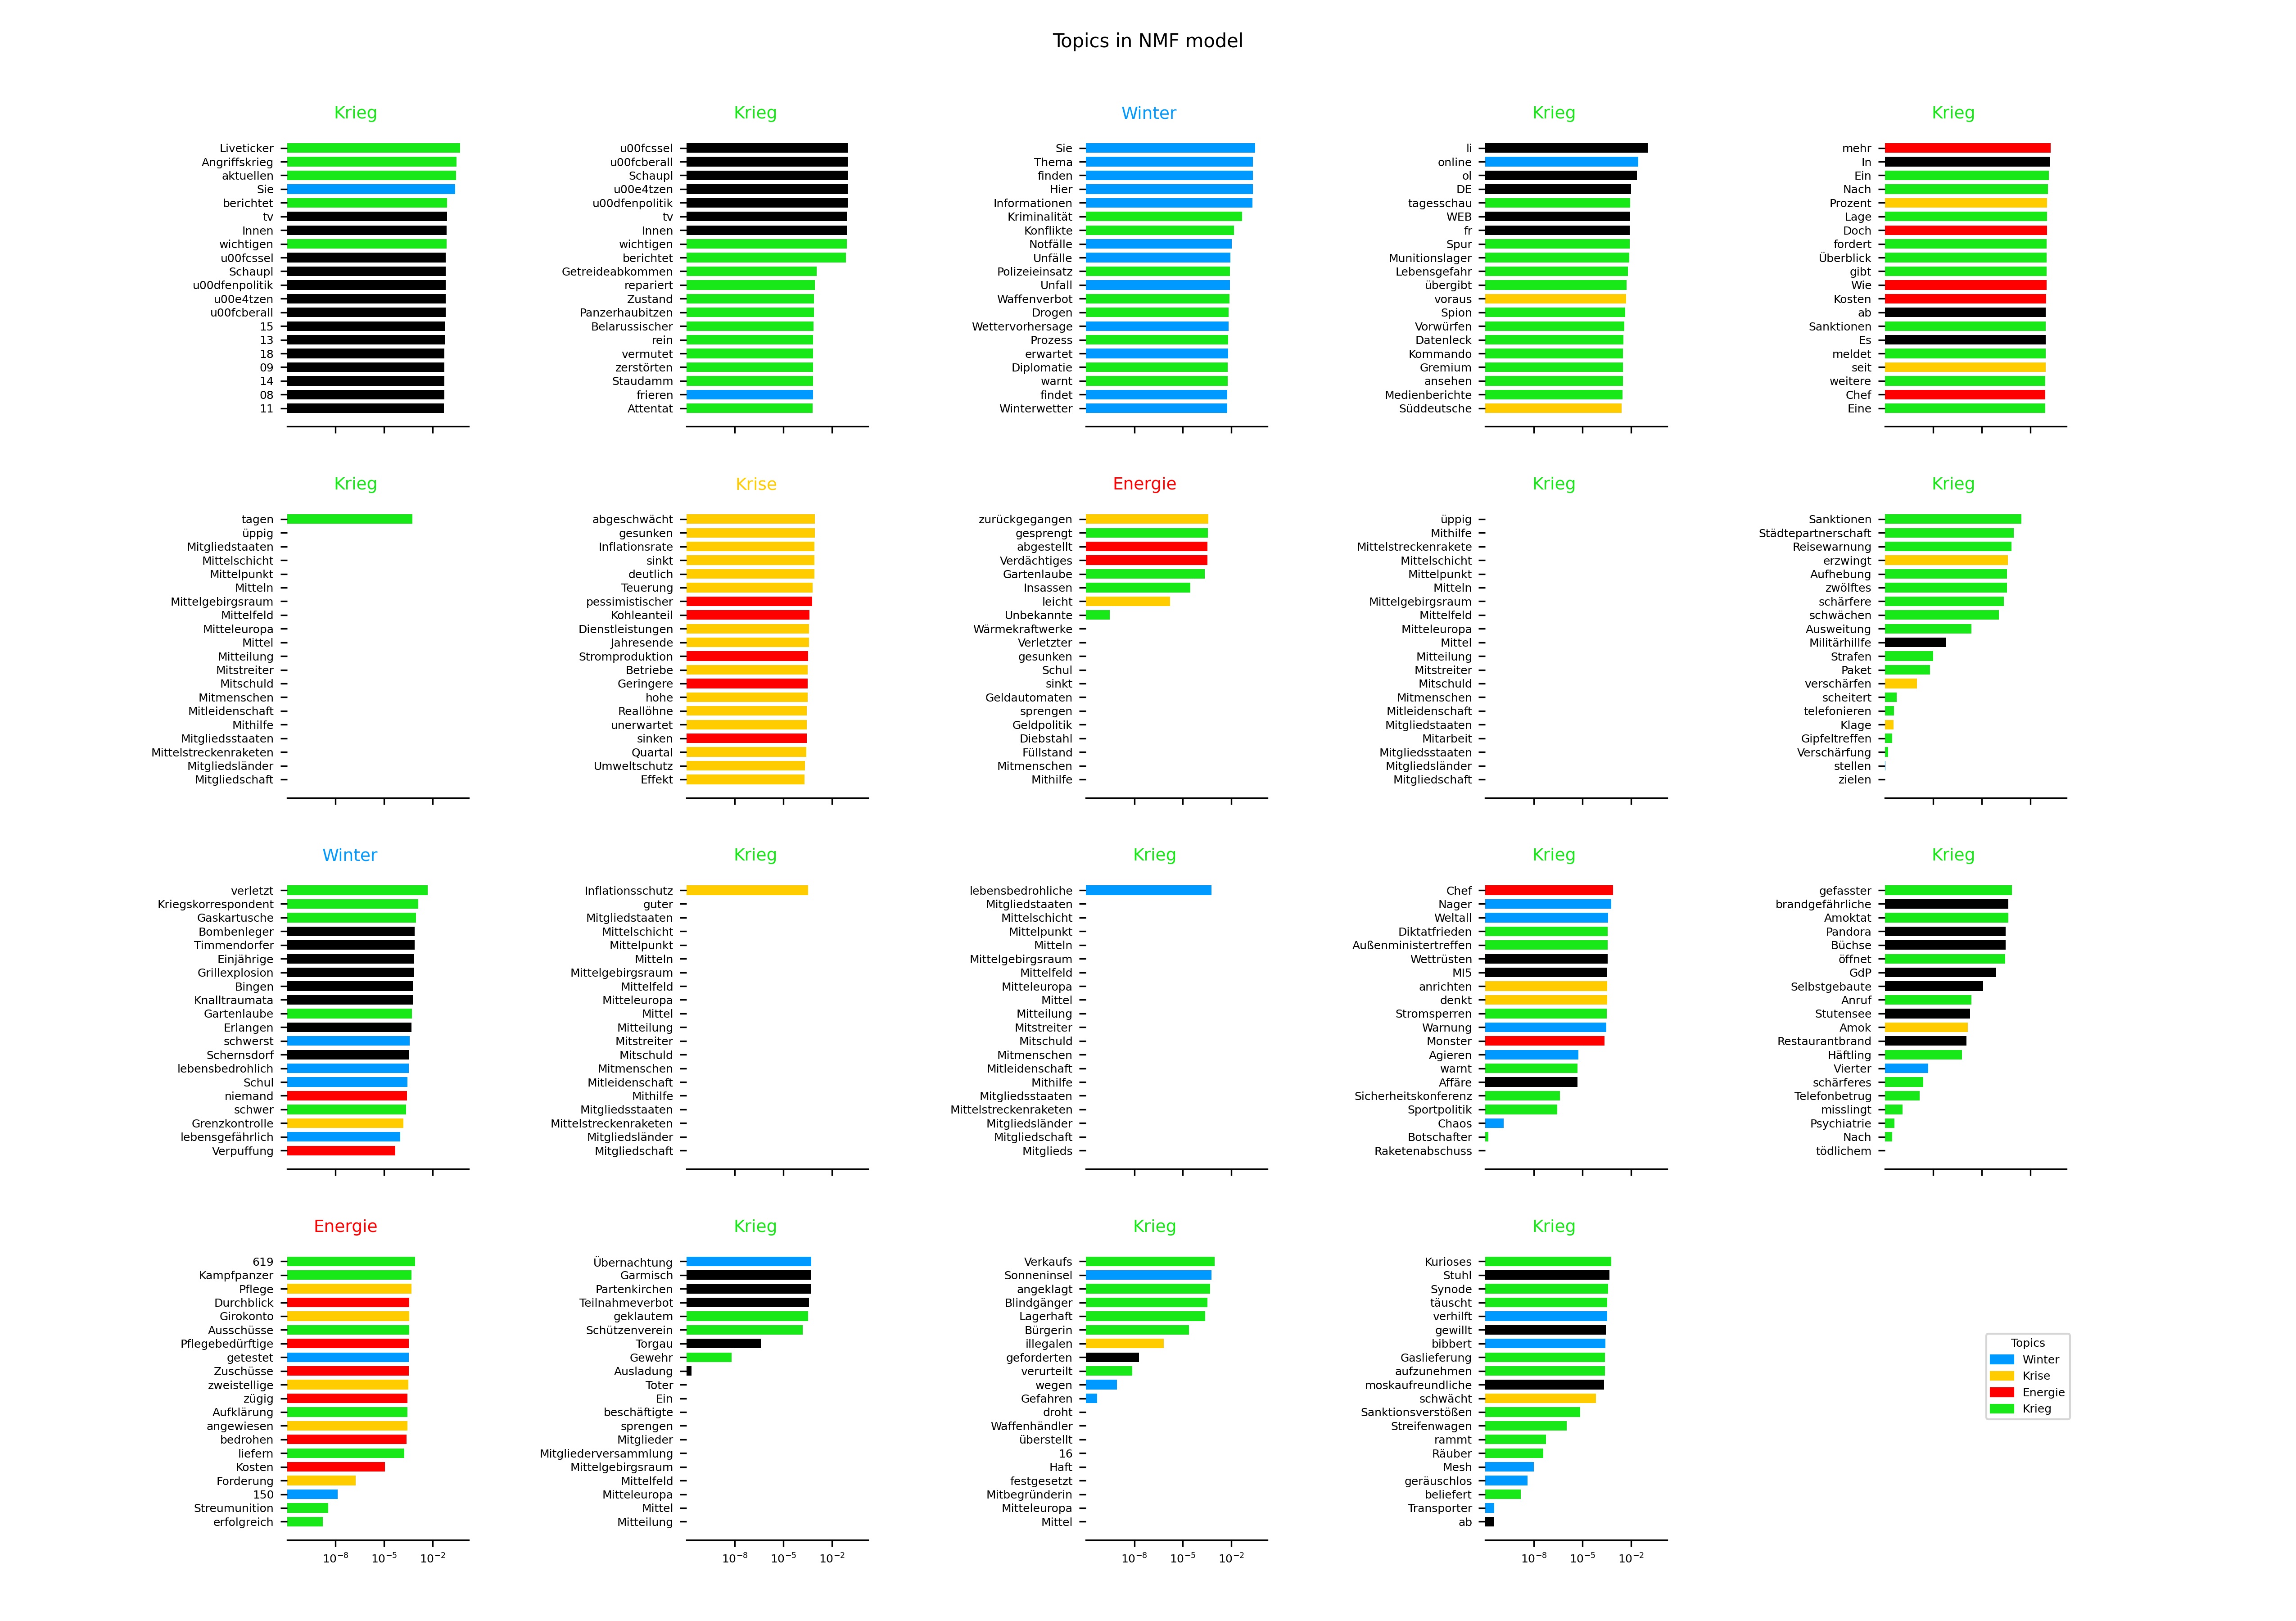 Topics in NMF model
Krieg
Liveticker
Angriffskrieg
aktuellen
Sie
berichtet
tv
Innen
wichtigen
u00fcssel
Schaupl
u00dfenpolitik
u00e4tzen
u00fcberall
15
13
18
09
14
08
11
Krieg
u00fcssel
u00fcberall
Schaupl
u00e4tzen
u00dfenpolitik
tv
Innen
wichtigen
berichtet
Getreideabkommen
repariert
Zustand
Panzerhaubitzen
Belarussischer
rein
vermutet
zerstörten
Staudamm
frieren
Attentat
Winter
Sie
Thema
finden
Hier
Informationen
Kriminalität
Konflikte
Notfälle
Unfälle
Polizeieinsatz
Unfall
Waffenverbot
Drogen
Wettervorhersage
Prozess
erwartet
Diplomatie
warnt
findet
Winterwetter
Krieg
li
online
ol
DE
tagesschau
WEB
fr
Spur
Munitionslager
Lebensgefahr
übergibt
voraus
Spion
Vorwürfen
Datenleck
Kommando
Gremium
ansehen
Medienberichte
Süddeutsche
Krieg
mehr
In
Ein
Nach
Prozent
Lage
Doch
fordert
Überblick
gibt
Wie
Kosten
ab
Sanktionen
Es
meldet
seit
weitere
Chef
Eine
Krieg
tagen
üppig
Mitgliedstaaten
Mittelschicht
Mittelpunkt
Mitteln
Mittelgebirgsraum
Mittelfeld
Mitteleuropa
Mittel
Mitteilung
Mitstreiter
Mitschuld
Mitmenschen
Mitleidenschaft
Mithilfe
Mitgliedsstaaten
Mittelstreckenraketen
Mitgliedsländer
Mitgliedschaft
Krise
abgeschwächt
gesunken
Inflationsrate
sinkt
deutlich
Teuerung
pessimistischer
Kohleanteil
Dienstleistungen
Jahresende
Stromproduktion
Betriebe
Geringere
hohe
Reallöhne
unerwartet
sinken
Quartal
Umweltschutz
Effekt
Energie
zurückgegangen
gesprengt
abgestellt
Verdächtiges
Gartenlaube
Insassen
leicht
Unbekannte
Wärmekraftwerke
Verletzter
gesunken
Schul
sinkt
Geldautomaten
sprengen
Geldpolitik
Diebstahl
Füllstand
Mitmenschen
Mithilfe
Krieg
üppig
Mithilfe
Mittelstreckenrakete
Mittelschicht
Mittelpunkt
Mitteln
Mittelgebirgsraum
Mittelfeld
Mitteleuropa
Mittel
Mitteilung
Mitstreiter
Mitschuld
Mitmenschen
Mitleidenschaft
Mitgliedstaaten
Mitarbeit
Mitgliedsstaaten
Mitgliedsländer
Mitgliedschaft
Krieg
Sanktionen
Städtepartnerschaft
Reisewarnung
erzwingt
Aufhebung
zwölftes
schärfere
schwächen
Ausweitung
Militärhillfe
Strafen
Paket
verschärfen
scheitert
telefonieren
Klage
Gipfeltreffen
Verschärfung
stellen
zielen
Winter
verletzt
Kriegskorrespondent
Gaskartusche
Bombenleger
Timmendorfer
Einjährige
Grillexplosion
Bingen
Knalltraumata
Gartenlaube
Erlangen
schwerst
Schernsdorf
lebensbedrohlich
Schul
niemand
schwer
Grenzkontrolle
lebensgefährlich
Verpuffung
Krieg
Inflationsschutz
guter
Mitgliedstaaten
Mittelschicht
Mittelpunkt
Mitteln
Mittelgebirgsraum
Mittelfeld
Mitteleuropa
Mittel
Mitteilung
Mitstreiter
Mitschuld
Mitmenschen
Mitleidenschaft
Mithilfe
Mitgliedsstaaten
Mittelstreckenraketen
Mitgliedsländer
Mitgliedschaft
Krieg
lebensbedrohliche
Mitgliedstaaten
Mittelschicht
Mittelpunkt
Mitteln
Mittelgebirgsraum
Mittelfeld
Mitteleuropa
Mittel
Mitteilung
Mitstreiter
Mitschuld
Mitmenschen
Mitleidenschaft
Mithilfe
Mitgliedsstaaten
Mittelstreckenraketen
Mitgliedsländer
Mitgliedschaft
Mitglieds
Krieg
Chef
Nager
Weltall
Diktatfrieden
Außenministertreffen
Wettrüsten
MI5
anrichten
denkt
Stromsperren
Warnung
Monster
Agieren
warnt
Affäre
Sicherheitskonferenz
Sportpolitik
Chaos
Botschafter
Raketenabschuss
Krieg
gefasster
brandgefährliche
Amoktat
Pandora
Büchse
öffnet
GdP
Selbstgebaute
Anruf
Stutensee
Amok
Restaurantbrand
Häftling
Vierter
schärferes
Telefonbetrug
misslingt
Psychiatrie
Nach
tödlichem
Energie
619
Kampfpanzer
Pflege
Durchblick
Girokonto
Ausschüsse
Pflegebedürftige
getestet
Zuschüsse
zweistellige
zügig
Aufklärung
angewiesen
bedrohen
liefern
Kosten
Forderung
150
Streumunition
erfolgreich
10⁻⁸ 10⁻⁵ 10⁻²
Krieg
Übernachtung
Garmisch
Partenkirchen
Teilnahmeverbot
geklautem
Schützenverein
Torgau
Gewehr
Ausladung
Toter
Ein
beschäftigte
sprengen
Mitglieder
Mitgliederversammlung
Mittelgebirgsraum
Mittelfeld
Mitteleuropa
Mittel
Mitteilung
10⁻⁸ 10⁻⁵ 10⁻²
Krieg
Verkaufs
Sonneninsel
angeklagt
Blindgänger
Lagerhaft
Bürgerin
illegalen
geforderten
verurteilt
wegen
Gefahren
droht
Waffenhändler
überstellt
16
Haft
festgesetzt
Mitbegründerin
Mitteleuropa
Mittel
10⁻⁸ 10⁻⁵ 10⁻²
Krieg
Kurioses
Stuhl
Synode
täuscht
verhilft
gewillt
bibbert
Gaslieferung
aufzunehmen
moskaufreundliche
schwächt
Sanktionsverstößen
Streifenwagen
rammt
Räuber
Mesh
geräuschlos
beliefert
Transporter
ab
10⁻⁸ 10⁻⁵ 10⁻²
Topics
Winter
Krise
Energie
Krieg